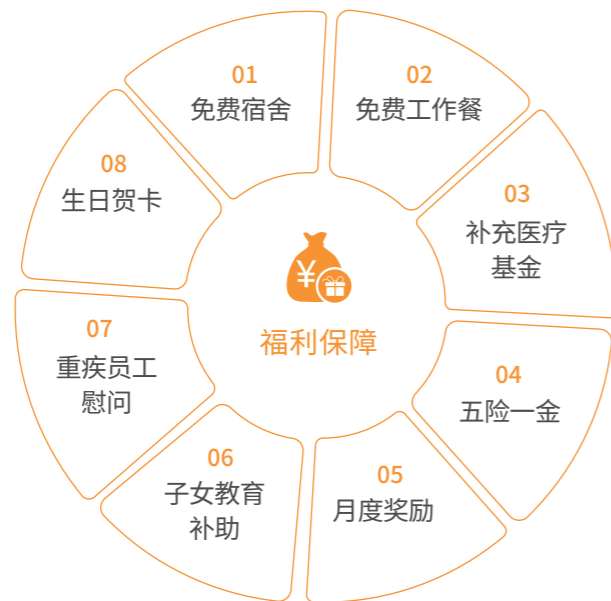 01
免费宿舍
02
免费工作餐
03
补充医疗
基金
04
五险一金
05
月度奖励
06
子女教育
补助
07
重疾员工
慰问
08
生日贺卡
¥
福利保障